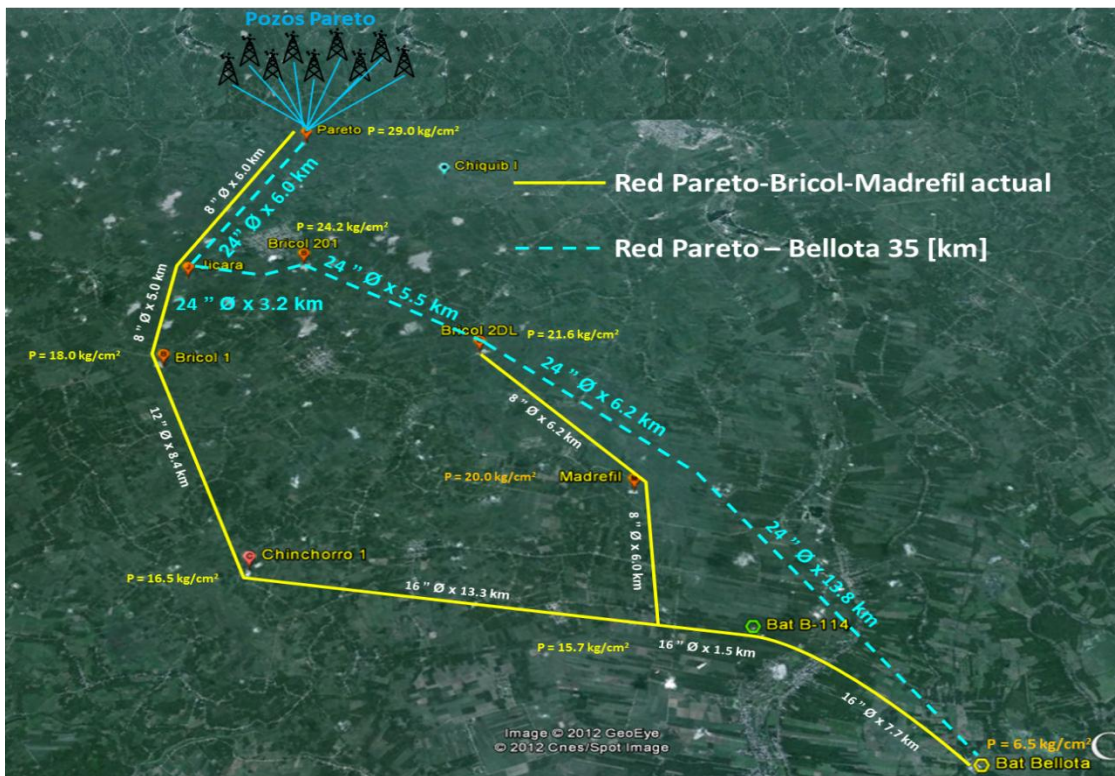 Pozos Pareto
Pareto
P = 29.0 kg/cm²
Chiquib I
8 " Ø x 6.0 km
24" Ø x 6.0 km
Red Pareto-Bricol-Madrefil actual
P = 24.2 kg/cm²
Bricol 201
Red Pareto – Bellota 35 [km]
Jicara
24 " Ø x 3.2 km
24 " Ø x 5.5 km
8 " Ø x 5.0 km
Bricol 2DL
P = 21.6 kg/cm²
P = 18.0 kg/cm²
Bricol 1
24 " Ø x 6.2 km
8 " Ø x 6.2 km
12" Ø x 8.4 km
P = 20.0 kg/cm²
Madrefil
8 " Ø x 6.0 km
24 " Ø x 13.8 km
Chinchorro 1
P = 16.5 kg/cm²
16 " Ø x 13.3 km
Bat B-114
P = 15.7 kg/cm²
16 " Ø x 1.5 km
16 " Ø x 7.7 km
Image © 2012 GeoEye
© 2012 Cnes/Spot Image
P = 6.5 kg/cm²
Bat Bellota